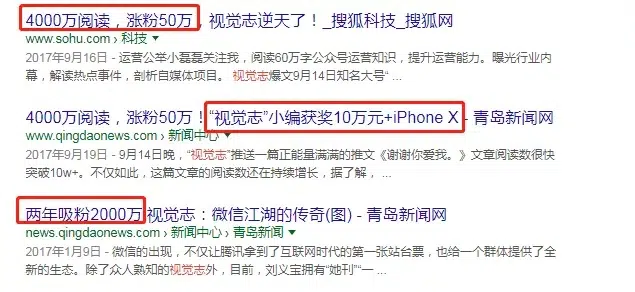 4000万阅读，涨粉50万，视觉志逆天了！_搜狐科技_搜狐网
www.sohu.com › 科技
2017年9月16日 - 运营公举小磊磊关注我，阅读60万字公众号运营知识，提升运营能力。曝光行业内
幕，解读热点事件，剖析自媒体项目。 视觉志爆文9月14日知名大号“ ...
4000万阅读，涨粉50万！“视觉志”小编获奖10万元+iPhone X - 青岛新闻网
www.qingdaonews.com › 新闻中心
2017年9月19日 - 9月14日晚，“视觉志”推送一篇正能量满满的推文《谢谢你爱我。》文章阅读数很快
突破10w+。不仅如此，这篇文章的阅读数还在持续增长，据了解， ...
两年吸粉2000万 视觉志：微信江湖的传奇(图) - 青岛新闻网
news.qingdaonews.com › 新闻中心 › 青岛新闻
2017年1月9日 - 微信的出现，不仅让腾讯拿到了互联网时代的第一张站台票，也给一个群体提供了全
新的生态。除了众人熟知的视觉志外，目前，刘义宝拥有“她刊”“一 ...